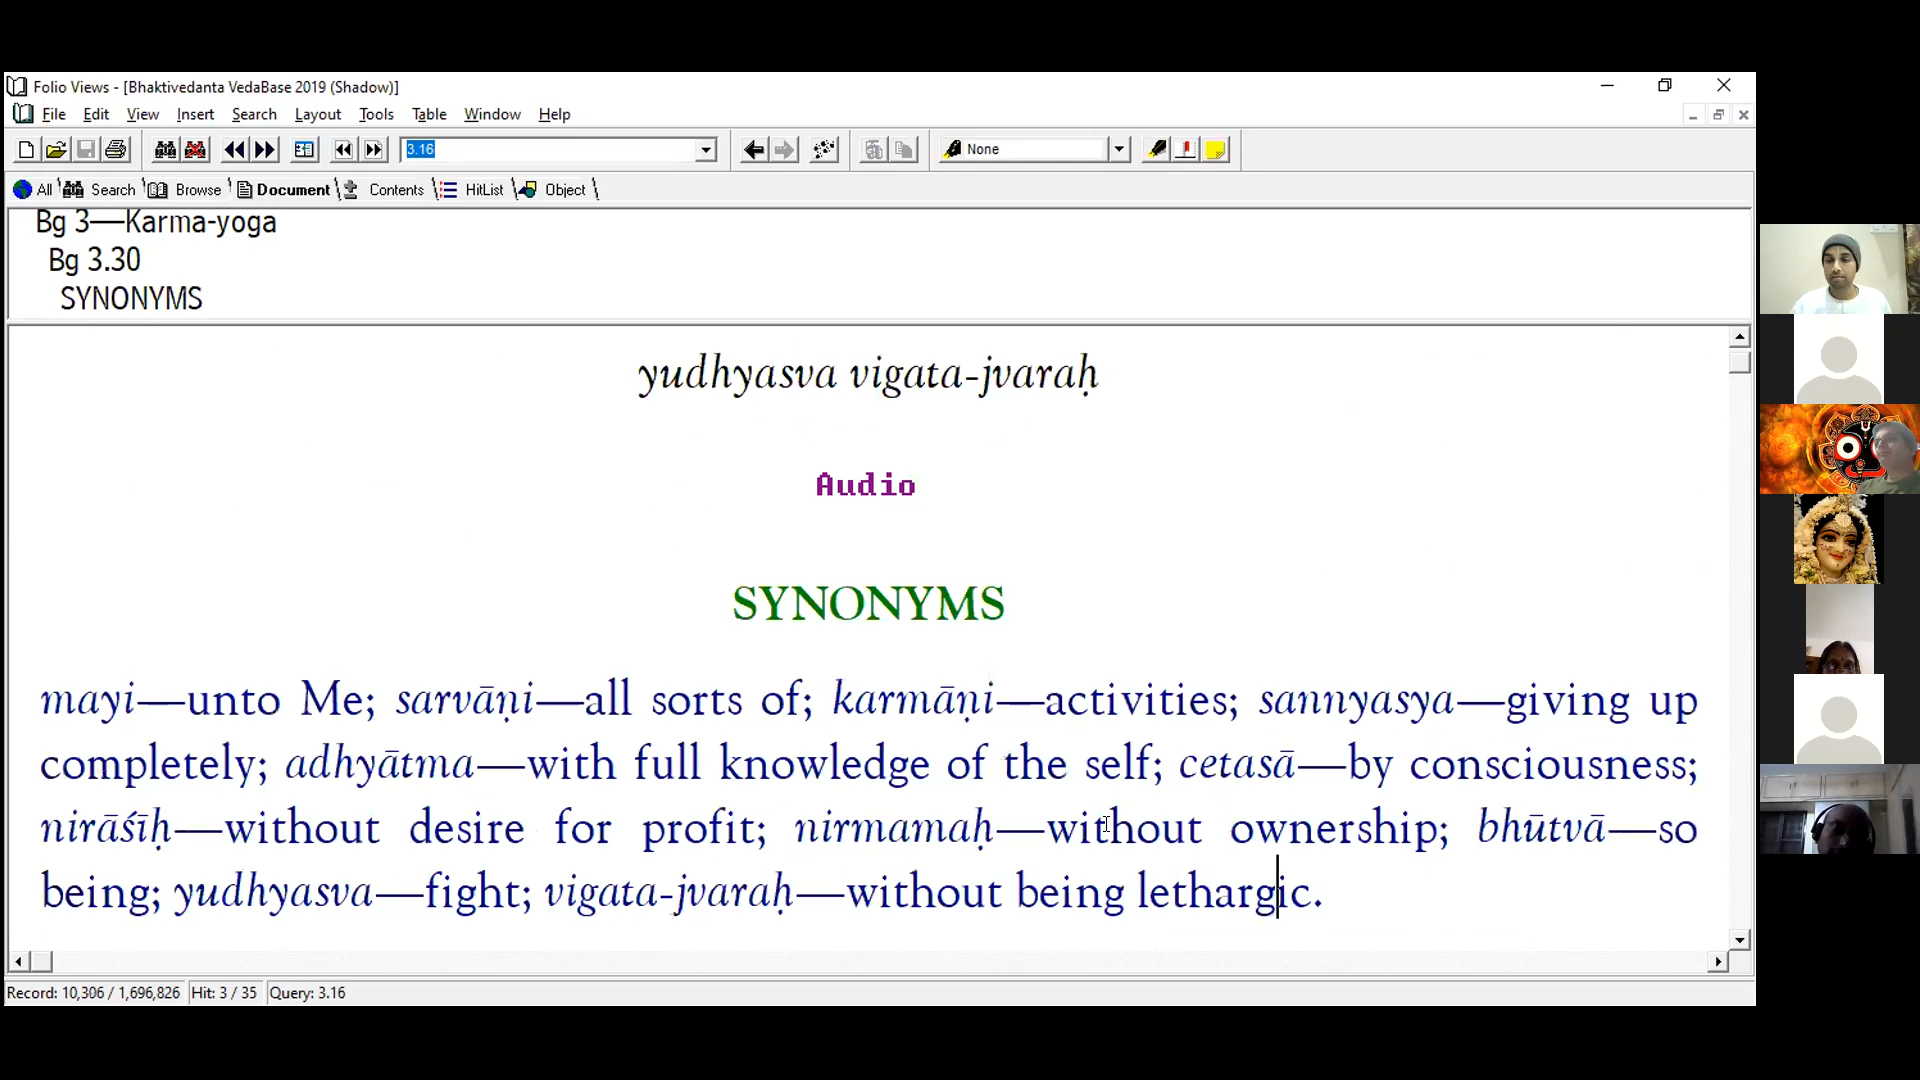 Folio Views - [Bhaktivedanta VedaBase 2019 (Shadow)]
File Edit View Insert Search Layout Tools Table Window Help
3.16 None
All Search Browse Document Contents HitList Object
Bg 3—Karma-yoga
Bg 3.30
SYNONYMS
yudhyasva vigata-jvaraḥ
Audio
SYNONYMS
mayi—unto Me; sarvāṇi—all sorts of; karmāṇi—activities; sannyasya—giving up
completely; adhyātma—with full knowledge of the self; cetasā—by consciousness;
nirāśīḥ—without desire for profit; nirmamaḥ—without ownership; bhūtvā—so
being; yudhyasva—fight; vigata-jvaraḥ—without being lethargic.
Record: 10,306 / 1,696,826 Hit: 3 / 35 Query: 3.16